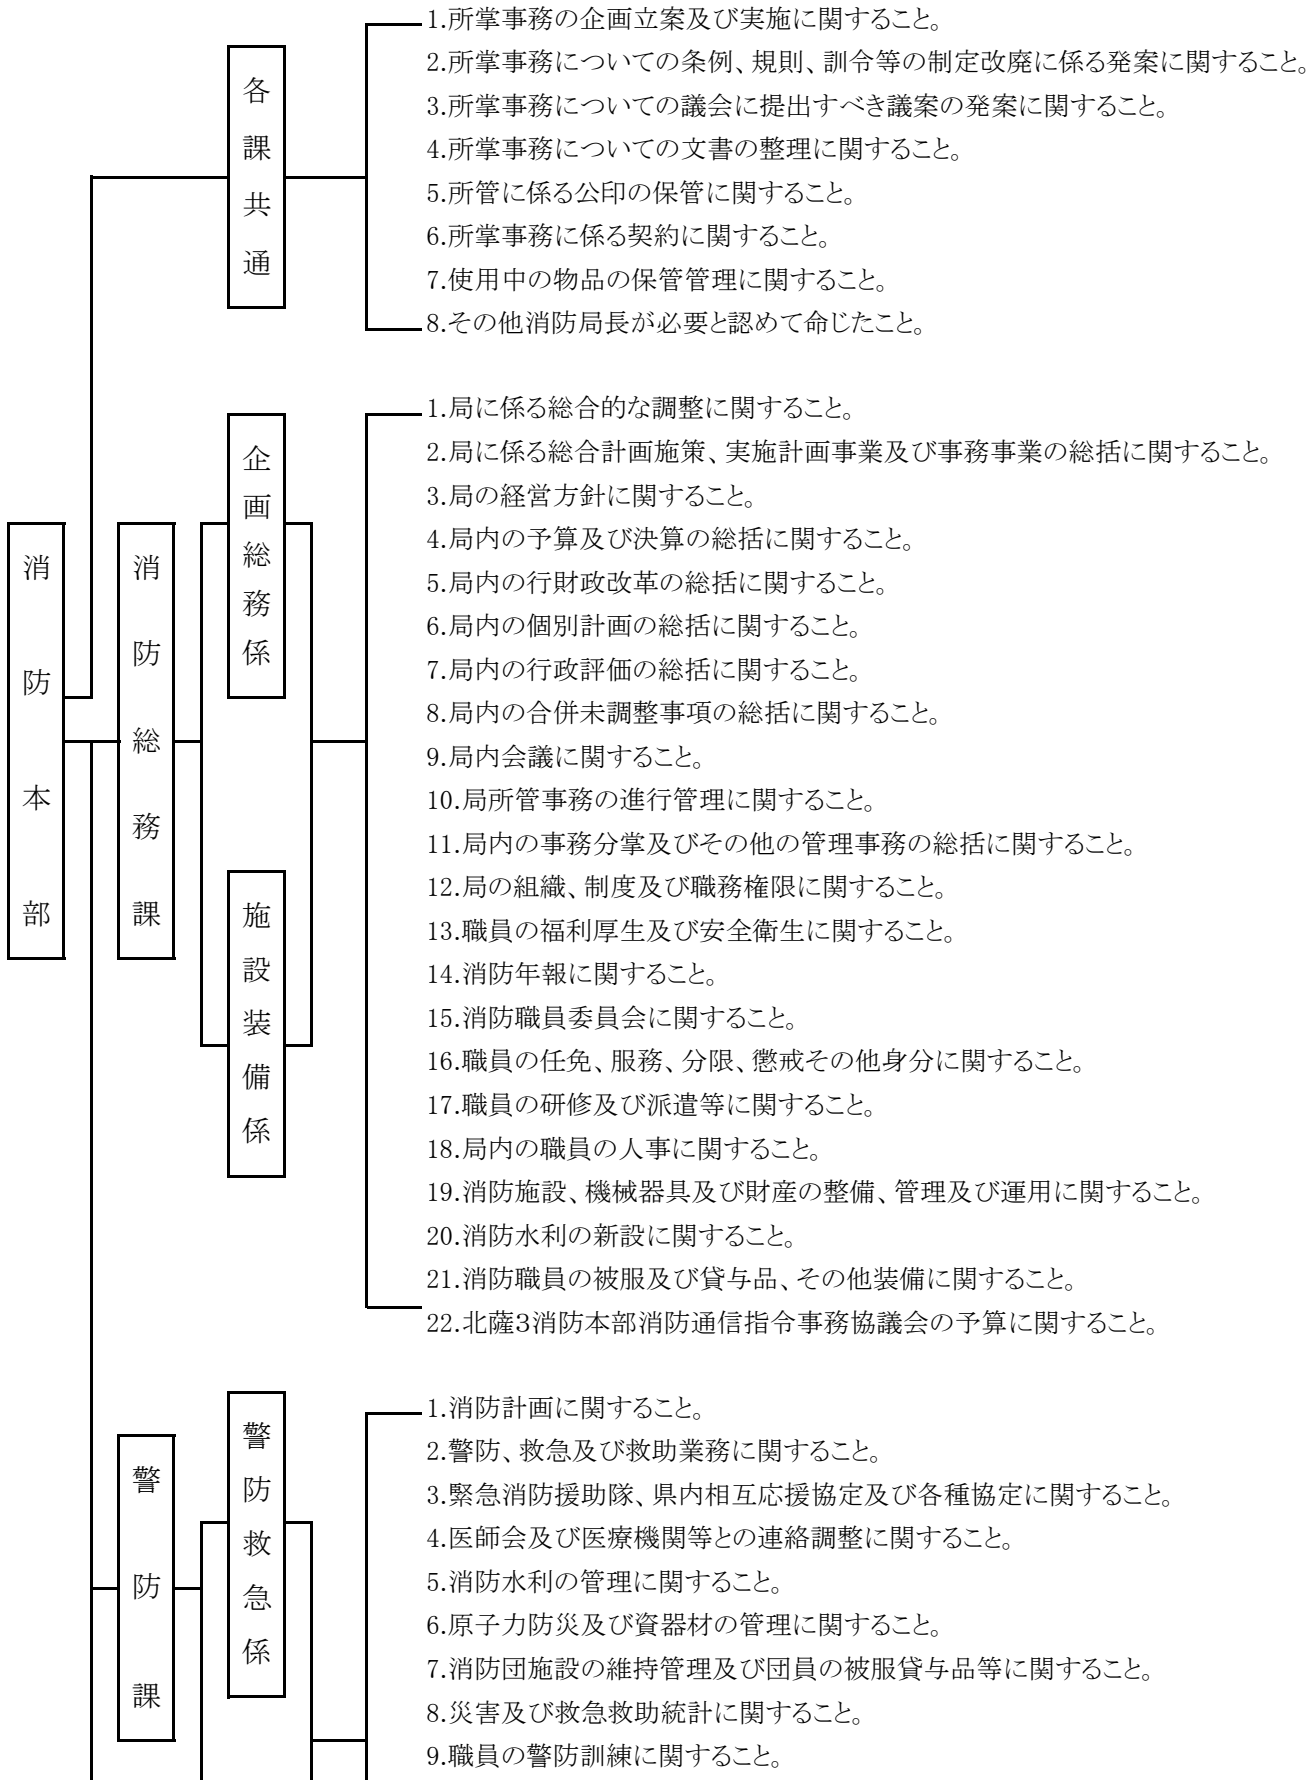 各課共通
1.所掌事務の企画立案及び実施に関すること。
2.所掌事務についての条例、規則、訓令等の制定改廃に係る発案に関すること。
3.所掌事務についての議会に提出すべき議案の発案に関すること。
4.所掌事務についての文書の整理に関すること。
5.所管に係る公印の保管に関すること。
6.所掌事務に係る契約に関すること。
7.使用中の物品の保管管理に関すること。
8.その他消防局長が必要と認めて命じたこと。
消防本部
消防総務課
企画総務係
施設装備係
1.局に係る総合的な調整に関すること。
2.局に係る総合計画施策、実施計画事業及び事務事業の総括に関すること。
3.局の経営方針に関すること。
4.局内の予算及び決算の総括に関すること。
5.局内の行財政改革の総括に関すること。
6.局内の個別計画の総括に関すること。
7.局内の行政評価の総括に関すること。
8.局内の合併未調整事項の総括に関すること。
9.局内会議に関すること。
10.局所管事務の進行管理に関すること。
11.局内の事務分掌及びその他の管理事務の総括に関すること。
12.局の組織、制度及び職務権限に関すること。
13.職員の福利厚生及び安全衛生に関すること。
14.消防年報に関すること。
15.消防職員委員会に関すること。
16.職員の任免、服務、分限、懲戒その他身分に関すること。
17.職員の研修及び派遣等に関すること。
18.局内の職員の人事に関すること。
19.消防施設、機械器具及び財産の整備、管理及び運用に関すること。
20.消防水利の新設に関すること。
21.消防職員の被服及び貸与品、その他装備に関すること。
22.北薩3消防本部消防通信指令事務協議会の予算に関すること。
警防課
警防救急係
1.消防計画に関すること。
2.警防、救急及び救助業務に関すること。
3.緊急消防援助隊、県内相互応援協定及び各種協定に関すること。
4.医師会及び医療機関等との連絡調整に関すること。
5.消防水利の管理に関すること。
6.原子力防災及び資器材の管理に関すること。
7.消防団施設の維持管理及び団員の被服貸与品等に関すること。
8.災害及び救急救助統計に関すること。
9.職員の警防訓練に関すること。